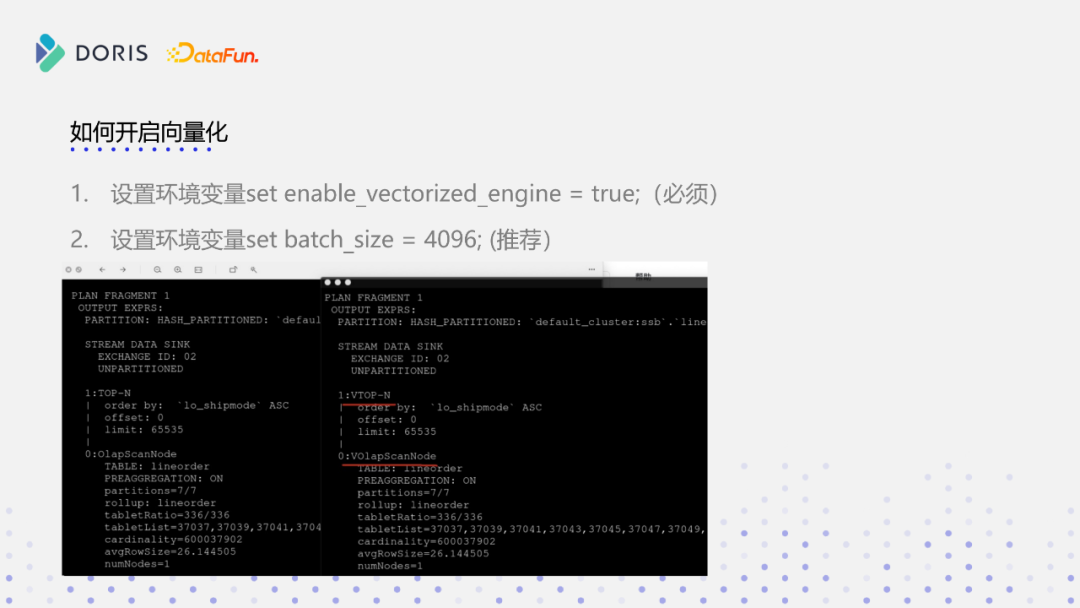 DORIS
DataFun.
如何开启向量化
1. 设置环境变量set enable_vectorized_engine = true;（必须）
2. 设置环境变量set batch_size = 4096; (推荐）
PLAN FRAGMENT 1
OUTPUT EXPRS:
PARTITION: HASH_PARTITIONED: `defaul
STREAM DATA SINK
EXCHANGE ID: 02
UNPARTITIONED
1:TOP-N
| order by: `lo_shipmode` ASC
| offset: 0
| limit: 65535
|
0:OlapScanNode
TABLE: lineorder
PREAGGREGATION: ON
partitions=7/7
rollup: lineorder
tabletRatio=336/336
tabletList=37037,37039,37041,3704
cardinality=600037902
avgRowSize=26.144505
numNodes=1
帮助
PLAN FRAGMENT 1
OUTPUT EXPRS:
PARTITION: HASH_PARTITIONED: `default_cluster:ssb`.`line
STREAM DATA SINK
EXCHANGE ID: 02
UNPARTITIONED
1:VTOP-N
| order by: `lo_shipmode` ASC
| offset: 0
| limit: 65535
|
0:VOlapScanNode
TABLE: lineorder
PREAGGREGATION: ON
partitions=7/7
rollup: lineorder
tabletRatio=336/336
tabletList=37037,37039,37041,37043,37045,37047,37049,
cardinality=600037902
avgRowSize=26.144505
numNodes=1